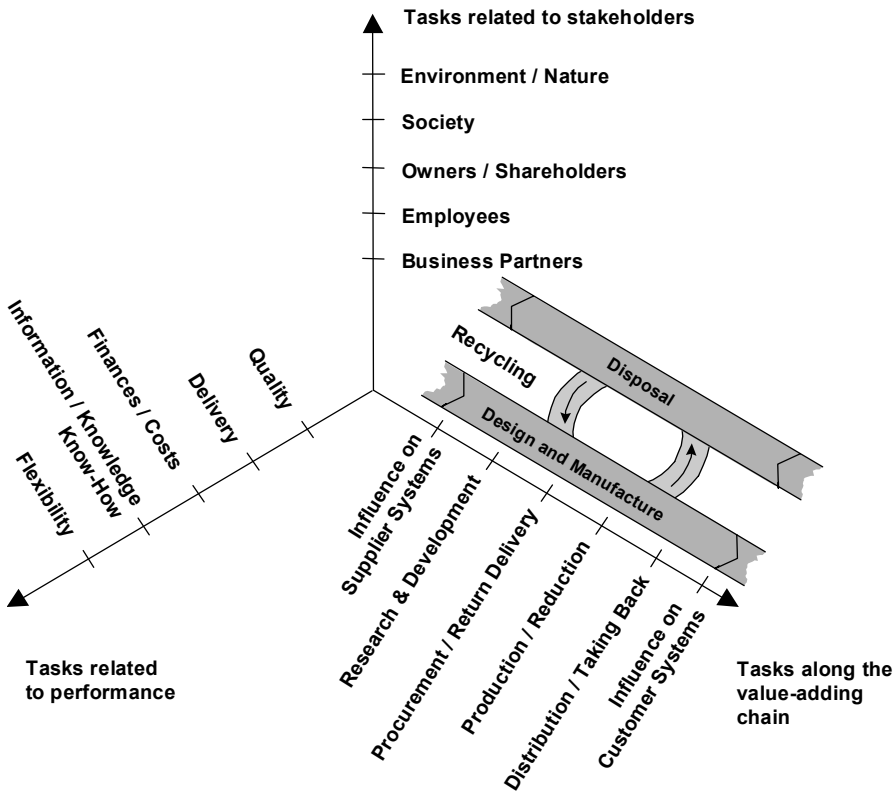 Tasks related to stakeholders
Environment / Nature
Society
Owners / Shareholders
Employees
Business Partners
Disposal
Recycling
Design and Manufacture
Quality
Delivery
Finances / Costs
Information / Knowledge
Know-How
Flexibility
Influence on
Supplier Systems
Research & Development
Procurement / Return Delivery
Production / Reduction
Distribution / Taking Back
Influence on
Customer Systems
Tasks related
to performance
Tasks along the
value-adding
chain